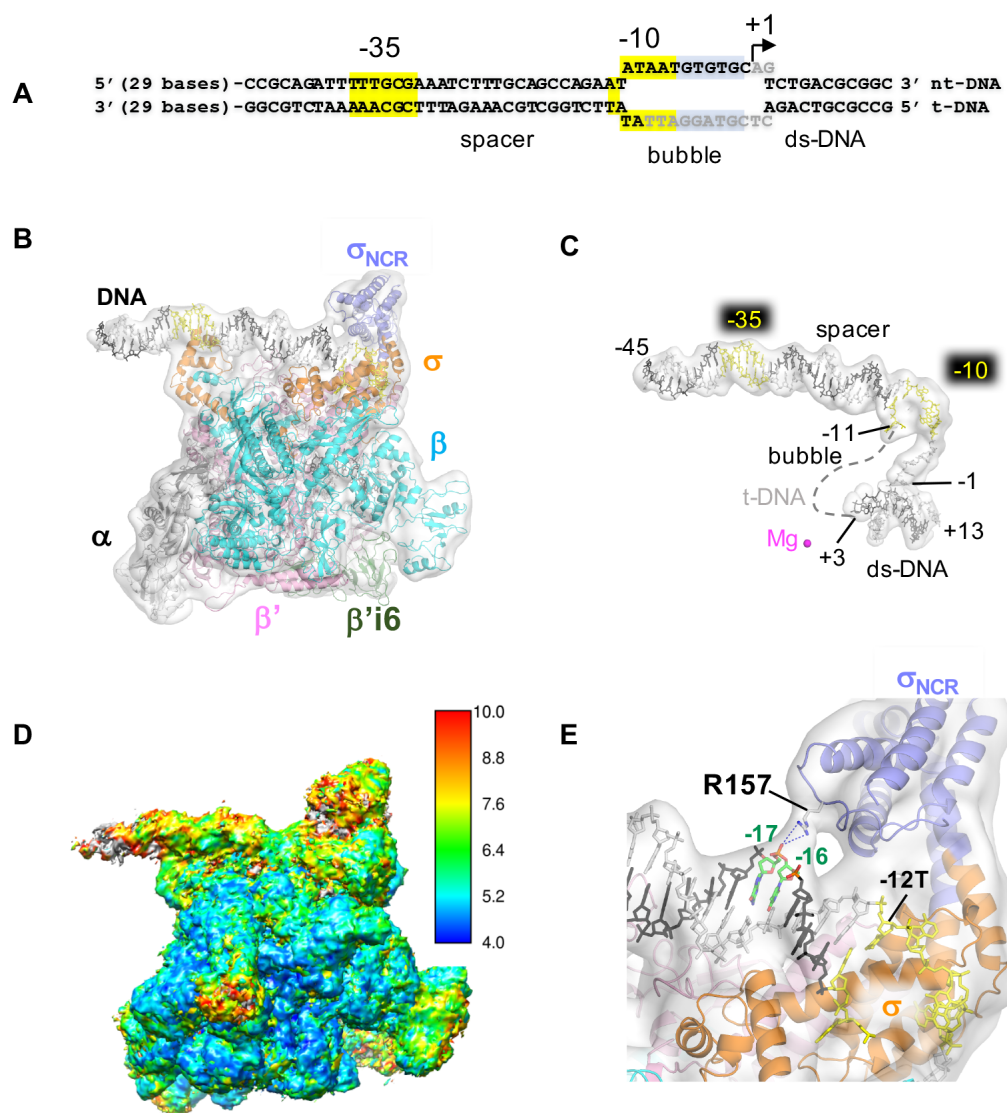 A
-35
-10
+1
ATAATGTGTGCAG
5′ (29 bases) -CCGCAGATTTTTGCGAAATCTTTGCAGCCAGAAT
TCTGACGCGGC 3′ nt-DNA
3′ (29 bases) -GGCGTCTAAAAACGCTTTAGAAACGTCGGTCTTA
AGACTGCGCCG 5′ t-DNA
TATTAGGATGCTC
spacer
bubble
ds-DNA
B
σNCR
DNA
σ
β
α
β'
β'i6
C
-35
spacer
-45
-10
-11
bubble
-1
t-DNA
Mg
+3
+13
ds-DNA
D
10.0
8.8
7.6
6.4
5.2
4.0
E
σNCR
R157
-17
-16
-12T
σ